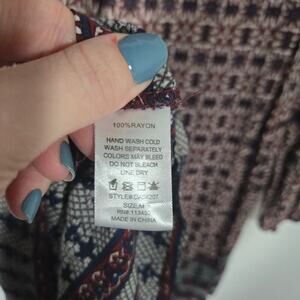 100%RAYON
HAND WASH COLD
WASH SEPARATELY
COLORS MAY BLEED
DO NOT BLEACH
LINE DRY
SIZE:M
MADE IN CHINA